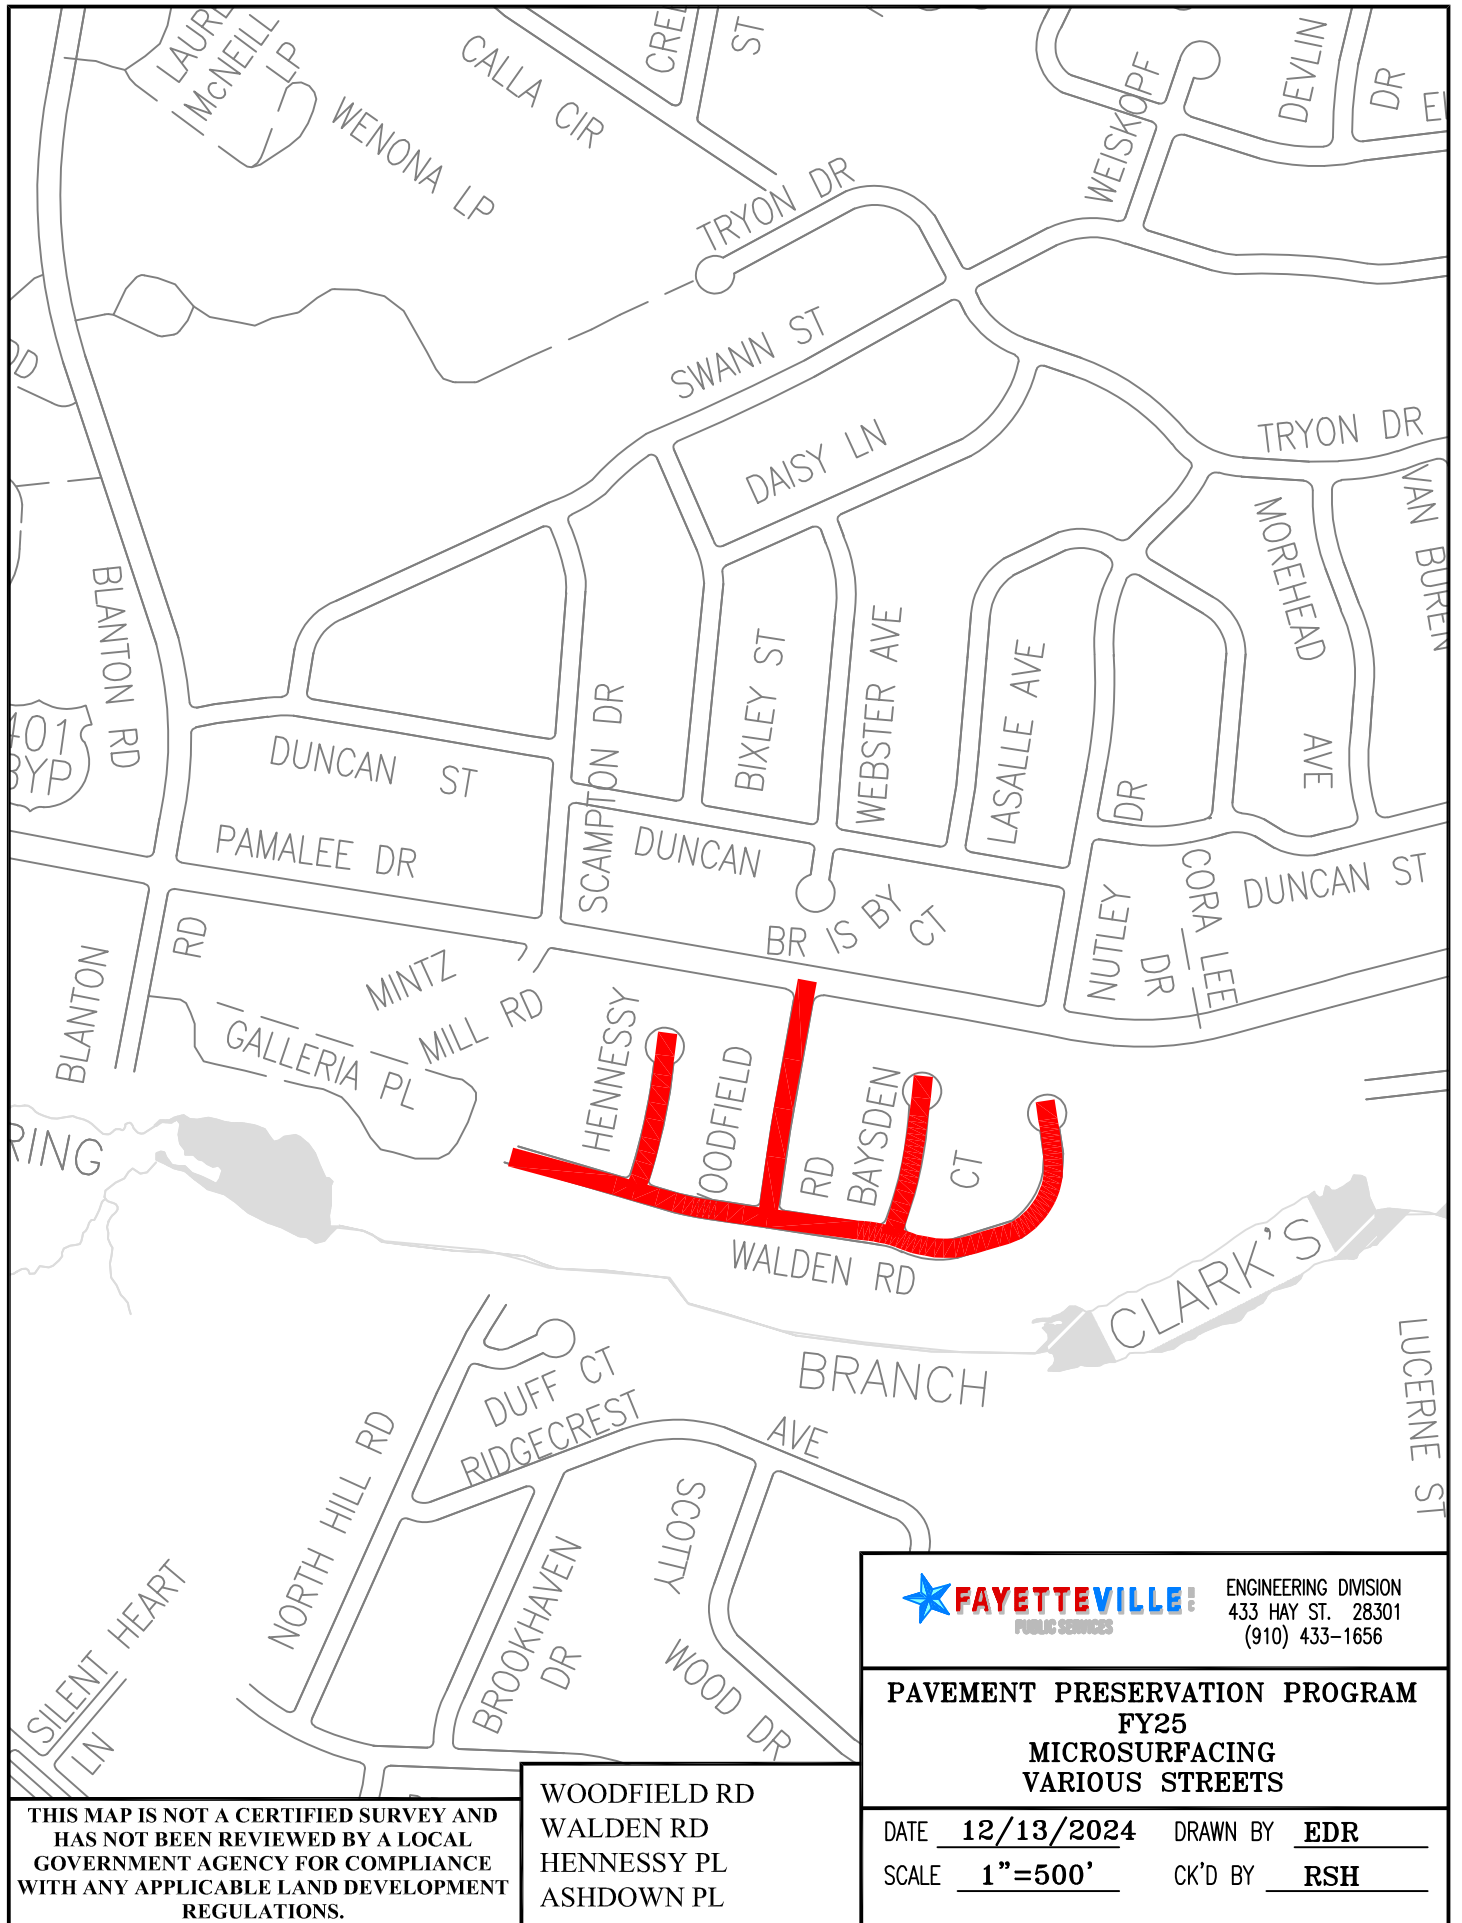 LAURE
McNEILL
LP
WENONA LP
CALLA CIR
CREE
ST
TRYON DR
WEISKOPF
DEVLIN
DR
SWANN ST
DAISY LN
TRYON DR
VAN BUREN
MOREHEAD
AVE
BLANTON RD
401
BYP
DUNCAN ST
PAMALEE DR
SCAMPTON DR
BIXLEY ST
WEBSTER AVE
LASALLE AVE
DR
NUTLEY
DUNCAN
BR IS BY
CT
CORA LEE
DR
DUNCAN ST
BLANTON
RD
MINTZ
MILL RD
GALLERIA PL
HENNESSY
WOODFIELD
RD
BAYSDEN
CT
WALDEN RD
RING
CLARK'S
BRANCH
LUCERNE ST
DUFF CT
RIDGECREST
AVE
NORTH HILL RD
SCOTTY
WOOD DR
BROOKHAVEN
DR
SILENT HEART
LN
FAYETTEVILLE
PUBLIC SERVICES
ENGINEERING DIVISION
433 HAY ST. 28301
(910) 433-1656
PAVEMENT PRESERVATION PROGRAM
FY25
MICROSURFACING
VARIOUS STREETS
DATE 12/13/2024 DRAWN BY EDR
SCALE 1"=500' CK'D BY RSH
WOODFIELD RD
WALDEN RD
HENNESSY PL
ASHDOWN PL
THIS MAP IS NOT A CERTIFIED SURVEY AND
HAS NOT BEEN REVIEWED BY A LOCAL
GOVERNMENT AGENCY FOR COMPLIANCE
WITH ANY APPLICABLE LAND DEVELOPMENT
REGULATIONS.